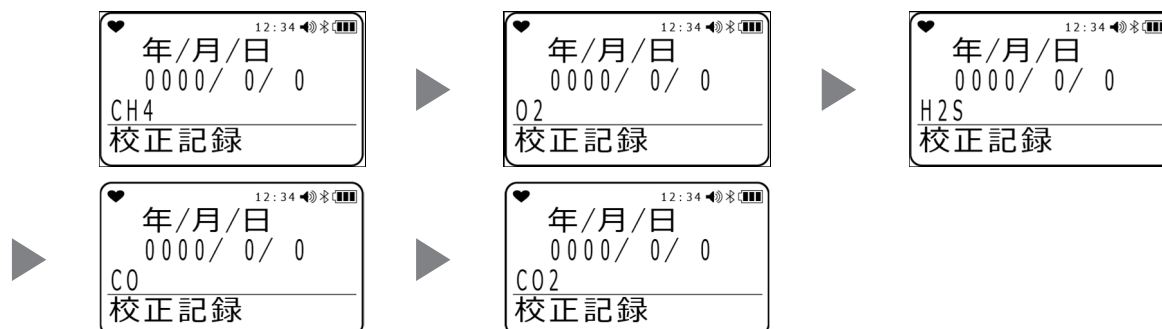 12:34
年/月/日
0000/ 0/ 0
CH4
校正記録
12:34
年/月/日
0000/ 0/ 0
O2
校正記録
12:34
年/月/日
0000/ 0/ 0
H2S
校正記録
12:34
年/月/日
0000/ 0/ 0
CO
校正記録
12:34
年/月/日
0000/ 0/ 0
CO2
校正記録